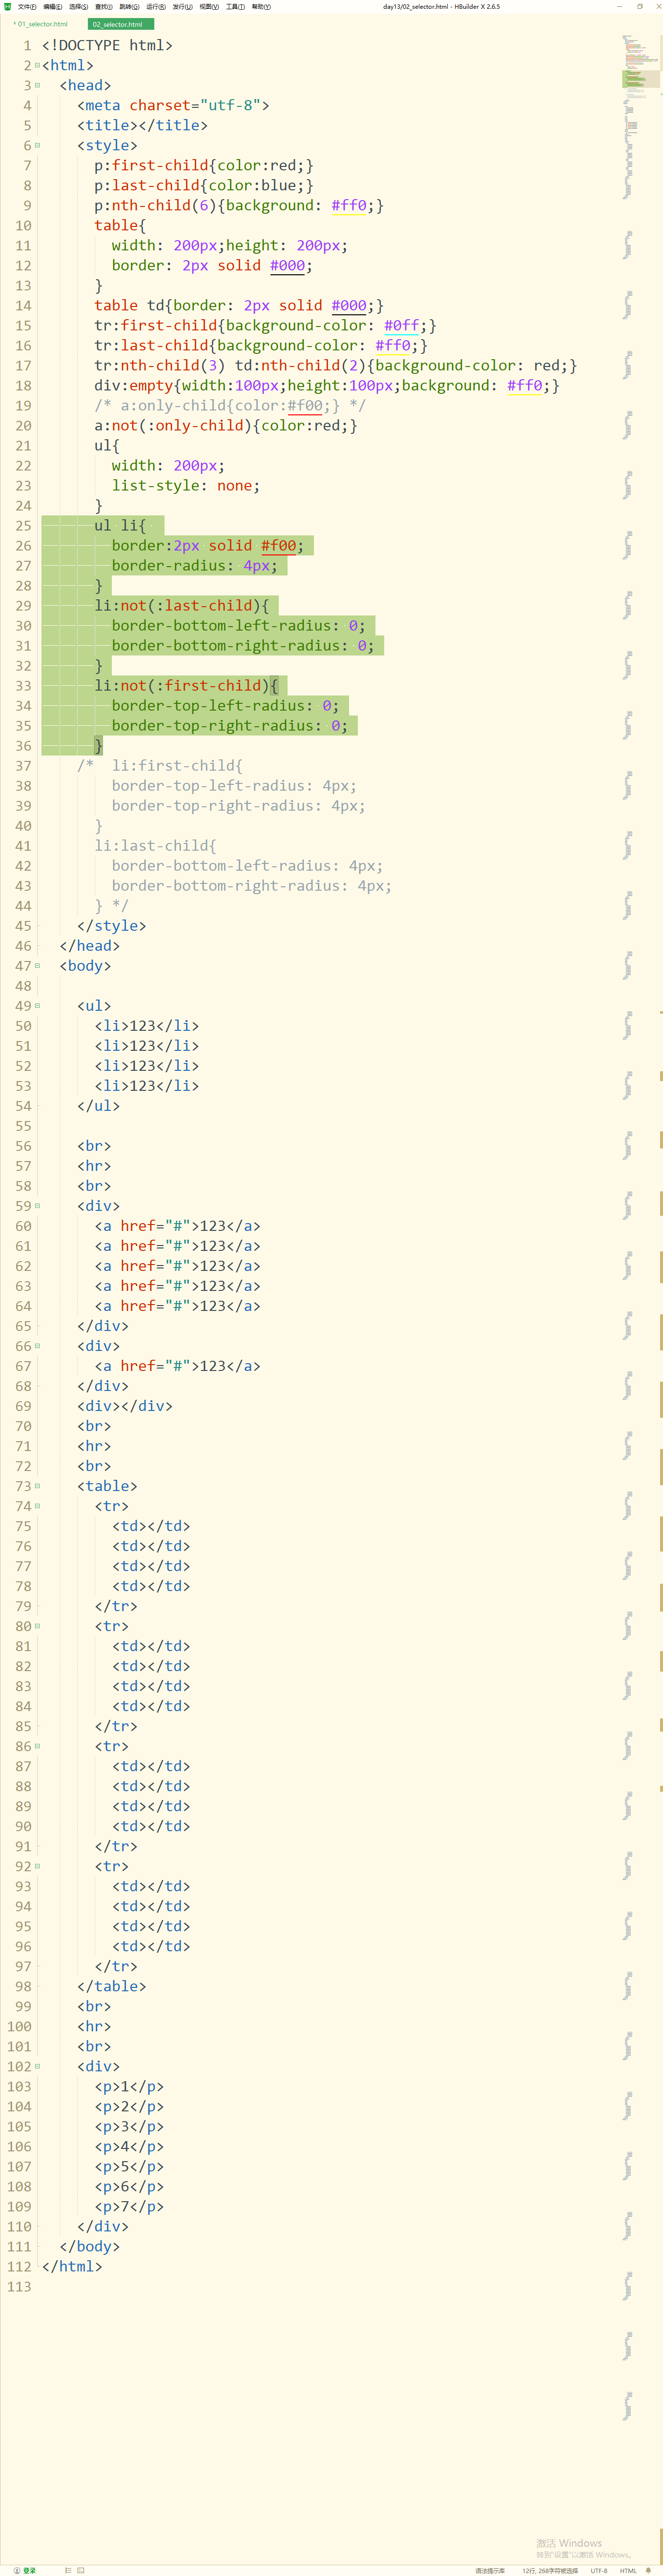 文件(F) 编辑(E) 选择(S) 查找(I) 跳转(G) 运行(R) 发行(U) 视图(V) 工具(T) 帮助(Y) day13/02_selector.html - HBuilder X 2.6.5
* 01_selector.html 02_selector.html
1 <!DOCTYPE html>
2 <html>
3 <head>
4 <meta charset="utf-8">
5 <title></title>
6 <style>
7 p:first-child{color:red;}
8 p:last-child{color:blue;}
9 p:nth-child(6){background: #ff0;}
10 table{
11 width: 200px;height: 200px;
12 border: 2px solid #000;
13 }
14 table td{border: 2px solid #000;}
15 tr:first-child{background-color: #0ff;}
16 tr:last-child{background-color: #ff0;}
17 tr:nth-child(3) td:nth-child(2){background-color: red;}
18 div:empty{width:100px;height:100px;background: #ff0;}
19 /* a:only-child{color:#f00;} */
20 a:not(:only-child){color:red;}
21 ul{
22 width: 200px;
23 list-style: none;
24 }
25 ul li{
26 border:2px solid #f00;
27 border-radius: 4px;
28 }
29 li:not(:last-child){
30 border-bottom-left-radius: 0;
31 border-bottom-right-radius: 0;
32 }
33 li:not(:first-child){
34 border-top-left-radius: 0;
35 border-top-right-radius: 0;
36 }
37 /* li:first-child{
38 border-top-left-radius: 4px;
39 border-top-right-radius: 4px;
40 }
41 li:last-child{
42 border-bottom-left-radius: 4px;
43 border-bottom-right-radius: 4px;
44 } */
45 </style>
46 </head>
47 <body>
48
49 <ul>
50 <li>123</li>
51 <li>123</li>
52 <li>123</li>
53 <li>123</li>
54 </ul>
55
56 <br>
57 <hr>
58 <br>
59 <div>
60 <a href="#">123</a>
61 <a href="#">123</a>
62 <a href="#">123</a>
63 <a href="#">123</a>
64 <a href="#">123</a>
65 </div>
66 <div>
67 <a href="#">123</a>
68 </div>
69 <div></div>
70 <br>
71 <hr>
72 <br>
73 <table>
74 <tr>
75 <td></td>
76 <td></td>
77 <td></td>
78 <td></td>
79 </tr>
80 <tr>
81 <td></td>
82 <td></td>
83 <td></td>
84 <td></td>
85 </tr>
86 <tr>
87 <td></td>
88 <td></td>
89 <td></td>
90 <td></td>
91 </tr>
92 <tr>
93 <td></td>
94 <td></td>
95 <td></td>
96 <td></td>
97 </tr>
98 </table>
99 <br>
100 <hr>
101 <br>
102 <div>
103 <p>1</p>
104 <p>2</p>
105 <p>3</p>
106 <p>4</p>
107 <p>5</p>
108 <p>6</p>
109 <p>7</p>
110 </div>
111 </body>
112 </html>
113
激活 Windows
转到"设置"以激活 Windows。
登录 语法提示库 12行, 268字符被选择 UTF-8 HTML